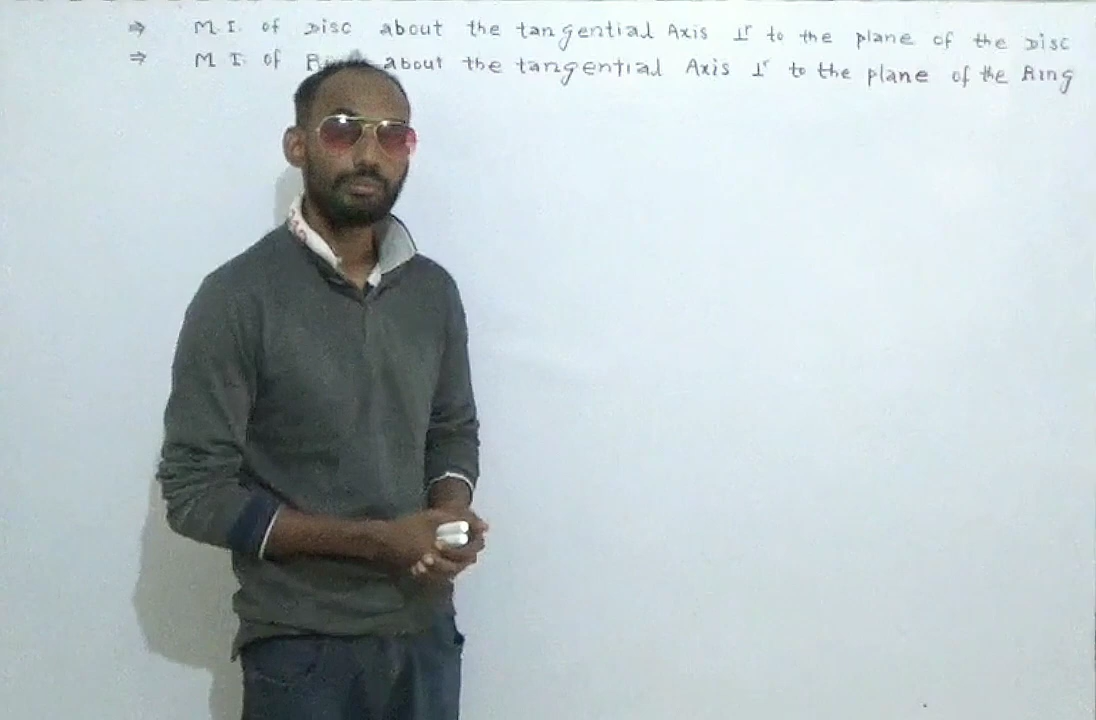 ⇒ M.I. of Disc about the tangential Axis ⊥r to the plane of the Disc
⇒ M I. of about the tangential Axis ⊥r to the plane of the Ring